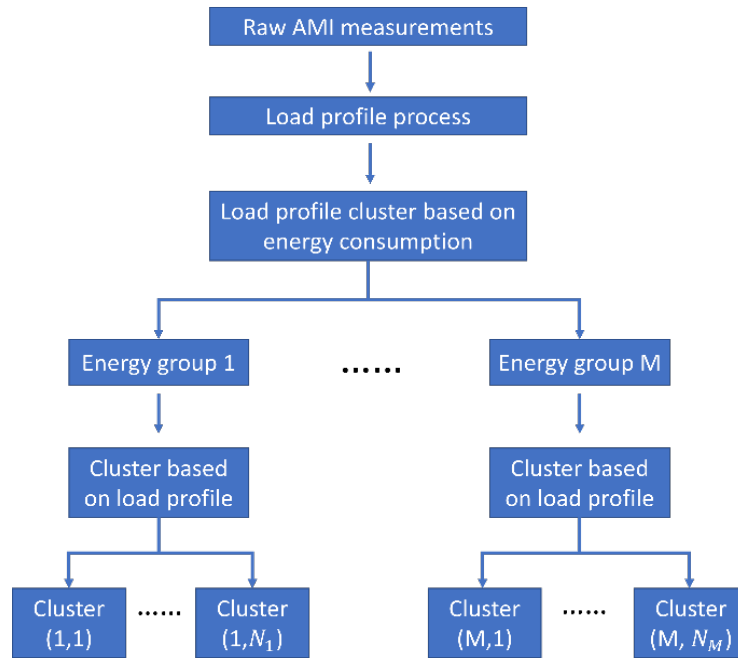 Raw AMI measurements
Load profile process
Load profile cluster based on
energy consumption
Energy group 1
......
Energy group M
Cluster based
on load profile
Cluster based
on load profile
Cluster
(1,1)
......
Cluster
(1,N₁)
Cluster
(M,1)
......
Cluster
(M, N_M)